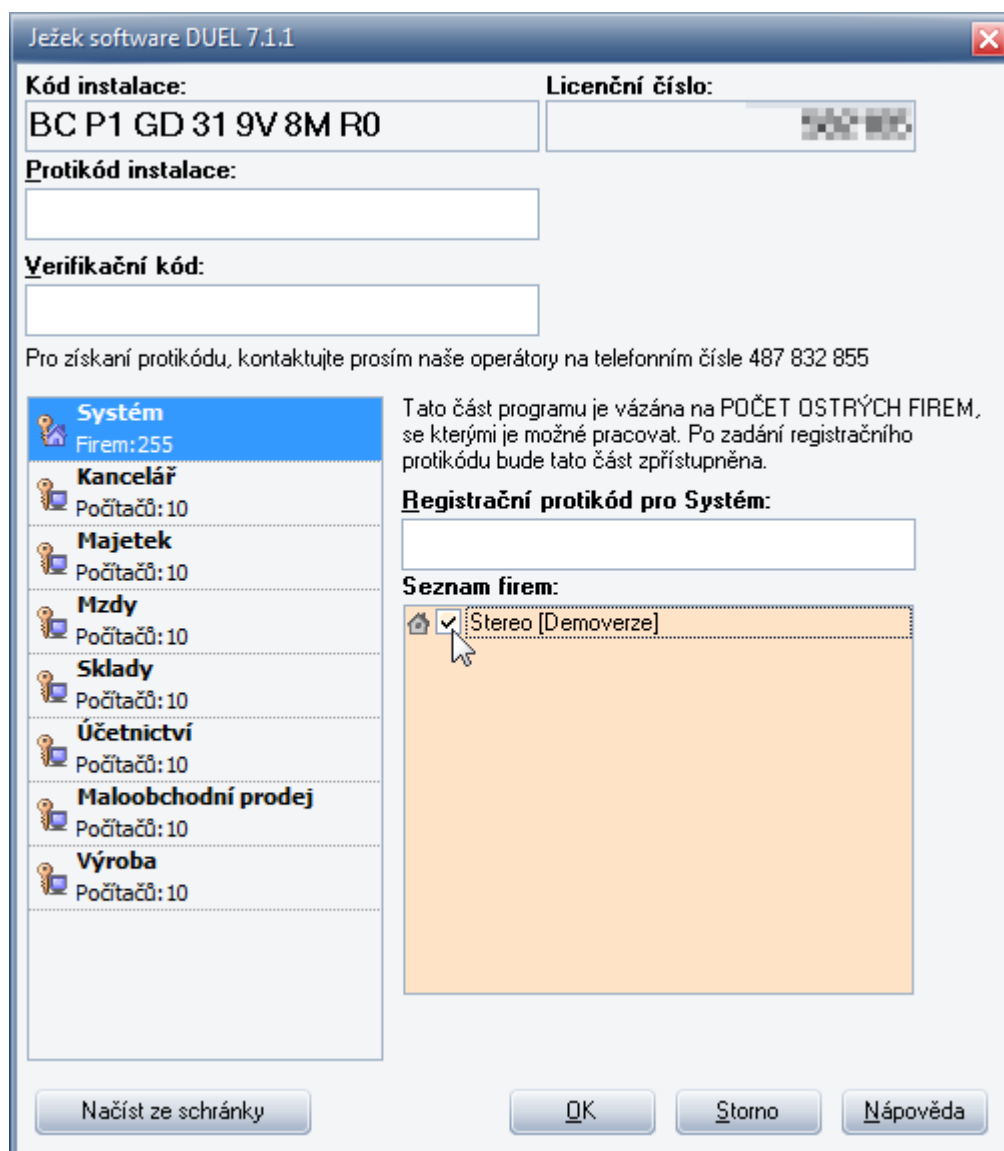 Ježek software DUEL 7.1.1
Kód instalace:
Licenční číslo:
BC P1 GD 31 9V 8M R0
Protikód instalace:
Verifikační kód:
Pro získaní protikódu, kontaktujte prosím naše operátory na telefonním čísle 487 832 855
Systém
Firem:255
Kancelář
Počítačů:10
Majetek
Počítačů:10
Mzdy
Počítačů:10
Sklady
Počítačů:10
Účetnictví
Počítačů:10
Maloobchodní prodej
Počítačů:10
Výroba
Počítačů:10
Tato část programu je vázána na POČET OSTRÝCH FIREM,
se kterými je možné pracovat. Po zadání registračního
protikódu bude tato část zpřístupněna.
Registrační protikód pro Systém:
Seznam firem:
Stereo [Demoverze]
Načíst ze schránky
OK
Storno
Nápověda